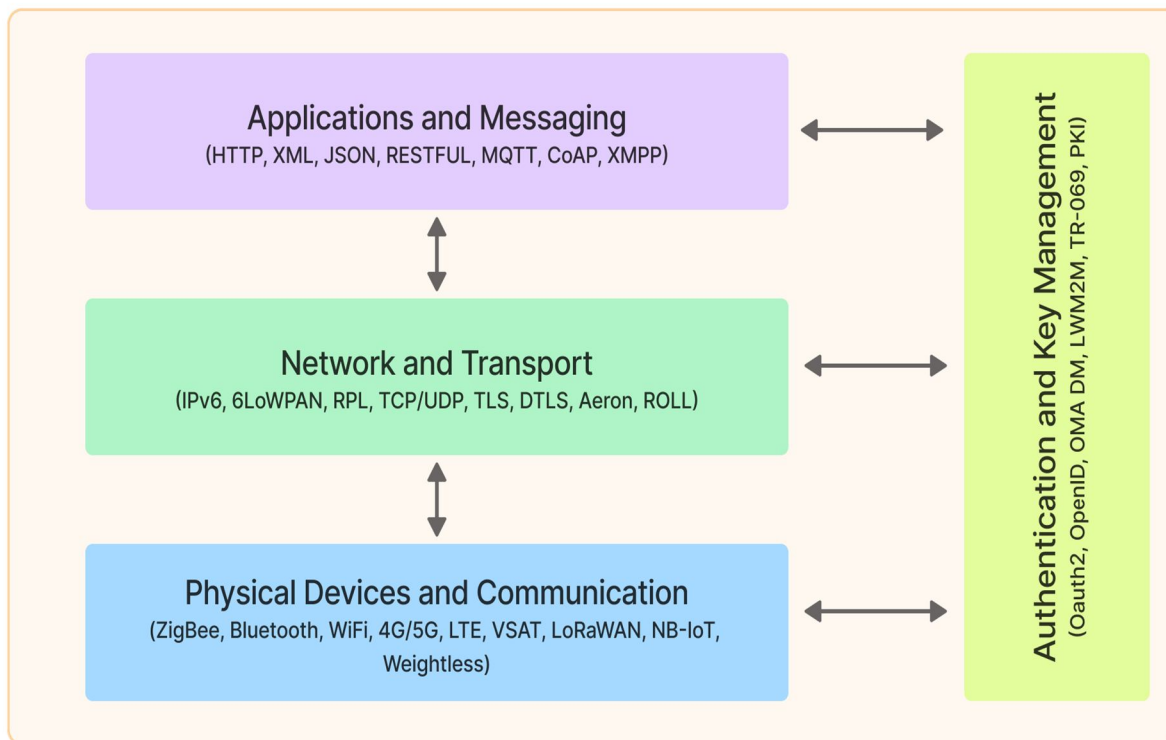 Applications and Messaging
(HTTP, XML, JSON, RESTFUL, MQTT, CoAP, XMPP)
Network and Transport
(IPv6, 6LoWPAN, RPL, TCP/UDP, TLS, DTLS, Aeron, ROLL)
Physical Devices and Communication
(ZigBee, Bluetooth, WiFi, 4G/5G, LTE, VSAT, LoRaWAN, NB-IoT,
Weightless)
Authentication and Key Management
(Oauth2, OpenID, OMA DM, LWM2M, TR-069, PKI)